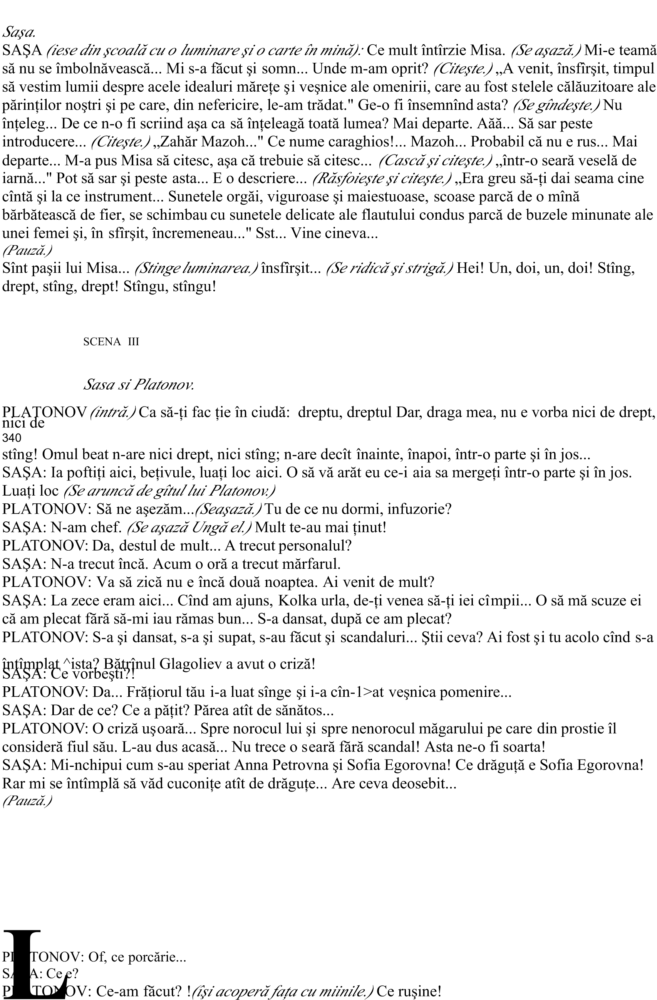 Saşa.
SAŞA (iese din şcoală cu o luminare şi o carte în mină): Ce mult întîrzie Misa. (Se aşază.) Mi-e teamă
să nu se îmbolnăvească... Mi s-a făcut şi somn... Unde m-am oprit? (Citeşte.) „A venit, însfîrşit, timpul
să vestim lumii despre acele idealuri măreţe şi veşnice ale omenirii, care au fost stelele călăuzitoare ale
părinţilor noştri şi pe care, din nefericire, le-am trădat." Ge-o fi însemnînd asta? (Se gîndeşte.) Nu
înţeleg... De ce n-o fi scriind aşa ca să înţeleagă toată lumea? Mai departe. Aăă... Să sar peste
introducere... (Citeşte.) „Zahăr Mazoh..." Ce nume caraghios!... Mazoh... Probabil că nu e rus... Mai
departe... M-a pus Misa să citesc, aşa că trebuie să citesc... (Cască şi citeşte.) „într-o seară veselă de
iarnă..." Pot să sar şi peste asta... E o descriere... (Răsfoieşte şi citeşte.) „Era greu să-ţi dai seama cine
cîntă şi la ce instrument... Sunetele orgăi, viguroase şi maiestuoase, scoase parcă de o mînă
bărbătească de fier, se schimbau cu sunetele delicate ale flautului condus parcă de buzele minunate ale
unei femei şi, în sfîrşit, încremeneau..." Sst... Vine cineva...
(Pauză.)
Sînt paşii lui Misa... (Stinge luminarea.) însfîrşit... (Se ridică şi strigă.) Hei! Un, doi, un, doi! Stîng,
drept, stîng, drept! Stîngu, stîngu!
SCENA III
Sasa si Platonov.
PLATONOV (intră.) Ca să-ţi fac ţie în ciudă: dreptu, dreptul Dar, draga mea, nu e vorba nici de drept,
nici de
340
stîng! Omul beat n-are nici drept, nici stîng; n-are decît înainte, înapoi, într-o parte şi în jos...
SAŞA: Ia poftiţi aici, beţivule, luaţi loc aici. O să vă arăt eu ce-i aia sa mergeţi într-o parte şi în jos.
Luaţi loc (Se aruncă de gîtul lui Platonov.)
PLATONOV: Să ne aşezăm...(Seaşază.) Tu de ce nu dormi, infuzorie?
SAŞA: N-am chef. (Se aşază Ungă el.) Mult te-au mai ţinut!
PLATONOV: Da, destul de mult... A trecut personalul?
SAŞA: N-a trecut încă. Acum o oră a trecut mărfarul.
PLATONOV: Va să zică nu e încă două noaptea. Ai venit de mult?
SAŞA: La zece eram aici... Cînd am ajuns, Kolka urla, de-ţi venea să-ţi iei cîmpii... O să mă scuze ei
că am plecat fără să-mi iau rămas bun... S-a dansat, după ce am plecat?
PLATONOV: S-a şi dansat, s-a şi supat, s-au făcut şi scandaluri... Ştii ceva? Ai fost şi tu acolo cînd s-a
întîmplat ^ista? Bătrînul Glagoliev a avut o criză!
SAŞA: Ce vorbeşti?!
PLATONOV: Da... Frăţiorul tău i-a luat sînge şi i-a cîn-1>at veşnica pomenire...
SAŞA: Dar de ce? Ce a păţit? Părea atît de sănătos...
PLATONOV: O criză uşoară... Spre norocul lui şi spre nenorocul măgarului pe care din prostie îl
consideră fiul său. L-au dus acasă... Nu trece o seară fără scandal! Asta ne-o fi soarta!
SAŞA: Mi-nchipui cum s-au speriat Anna Petrovna şi Sofia Egorovna! Ce drăguţă e Sofia Egorovna!
Rar mi se întîmplă să văd cuconiţe atît de drăguţe... Are ceva deosebit...
(Pauză.)
L
PLATONOV: Of, ce porcărie...
SAŞA: Ce e?
PLATONOV: Ce-am făcut? !(îşi acoperă faţa cu miinile.) Ce ruşine!